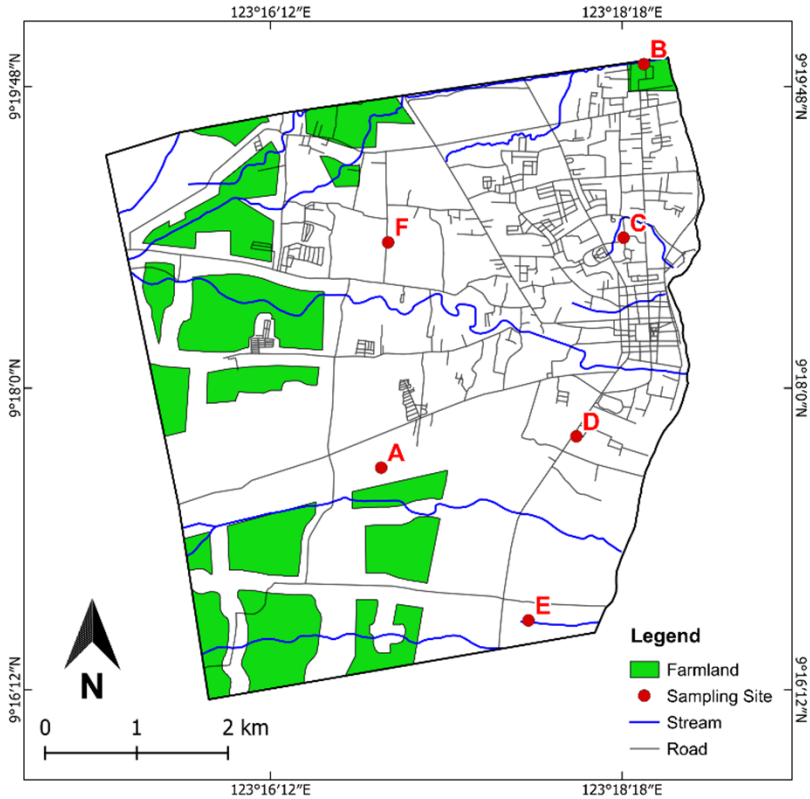 123°16'12"E 123°18'18"E
9°19'48"N 9°19'48"N
B
C
F
9°18'0"N 9°18'0"N
D
A
E
N
0 1 2 km
Legend
Farmland
Sampling Site
Stream
Road
9°16'12"N 9°16'12"N
123°16'12"E 123°18'18"E